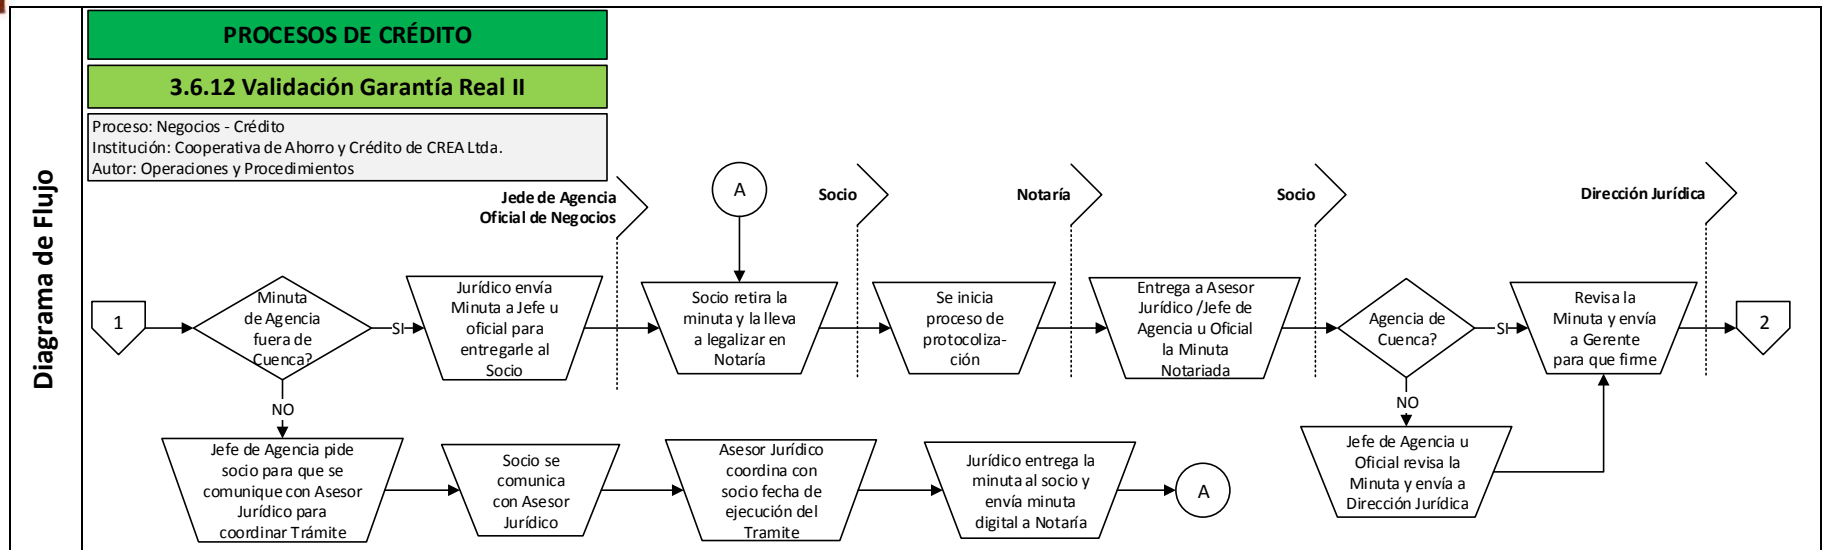 PROCESOS DE CRÉDITO
3.6.12 Validación Garantía Real II
Proceso: Negocios - Crédito
Institución: Cooperativa de Ahorro y Crédito de CREA Ltda.
Autor: Operaciones y Procedimientos
Diagrama de Flujo
Jede de Agencia
Oficial de Negocios
A
Socio
Notaría
Socio
Dirección Jurídica
1
Minuta
de Agencia
fuera de
Cuenca?
SI
Jurídico envía
Minuta a Jefe u
oficial para
entregarle al
Socio
Socio retira la
minuta y la lleva
a legalizar en
Notaría
Se inicia
proceso de
protocoliza-
ción
Entrega a Asesor
Jurídico /Jefe de
Agencia u Oficial
la Minuta
Notariada
Agencia de
Cuenca?
SI
Revisa la
Minuta y envía
a Gerente
para que firme
2
NO
NO
Jefe de Agencia pide
socio para que se
comunique con Asesor
Jurídico para
coordinar Trámite
Socio se
comunica
con Asesor
Jurídico
Asesor Jurídico
coordina con
socio fecha de
ejecución del
Tramite
Jurídico entrega la
minuta al socio y
envía minuta
digital a Notaría
A
Jefe de Agencia u
Oficial revisa la
Minuta y envía a
Dirección Jurídica